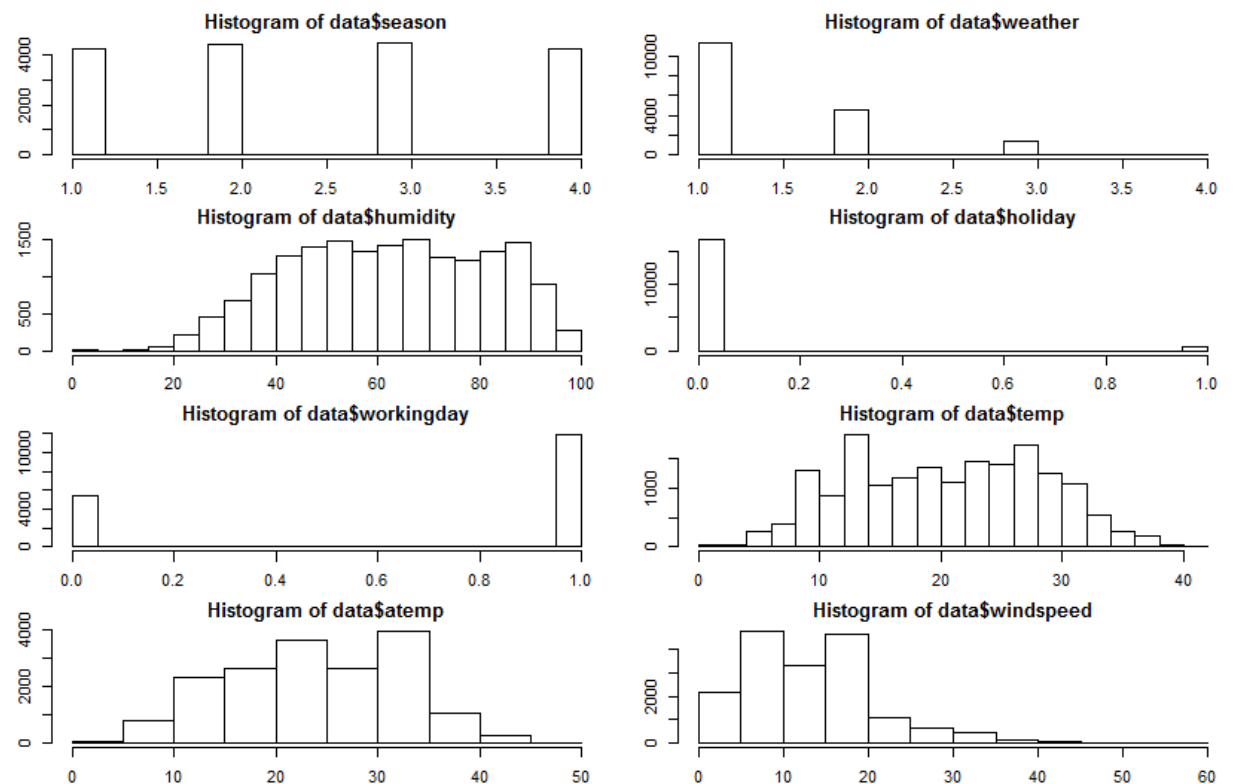 Histogram of data$season
4000
2000
0
1.0 1.5 2.0 2.5 3.0 3.5 4.0
Histogram of data$weather
10000
4000
0
1.0 1.5 2.0 2.5 3.0 3.5 4.0
Histogram of data$humidity
1500
500
0
0 20 40 60 80 100
Histogram of data$holiday
10000
0
0.0 0.2 0.4 0.6 0.8 1.0
Histogram of data$workingday
10000
4000
0
0.0 0.2 0.4 0.6 0.8 1.0
Histogram of data$temp
1000
0
0 10 20 30 40
Histogram of data$atemp
4000
2000
0
0 10 20 30 40 50
Histogram of data$windspeed
2000
0
0 10 20 30 40 50 60